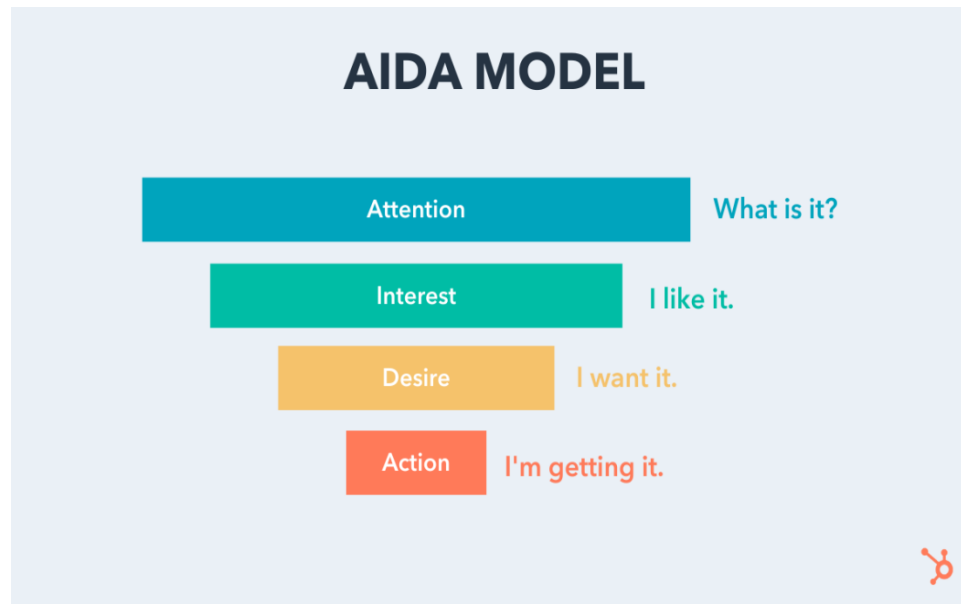 AIDA MODEL
Attention What is it?
Interest I like it.
Desire I want it.
Action I'm getting it.